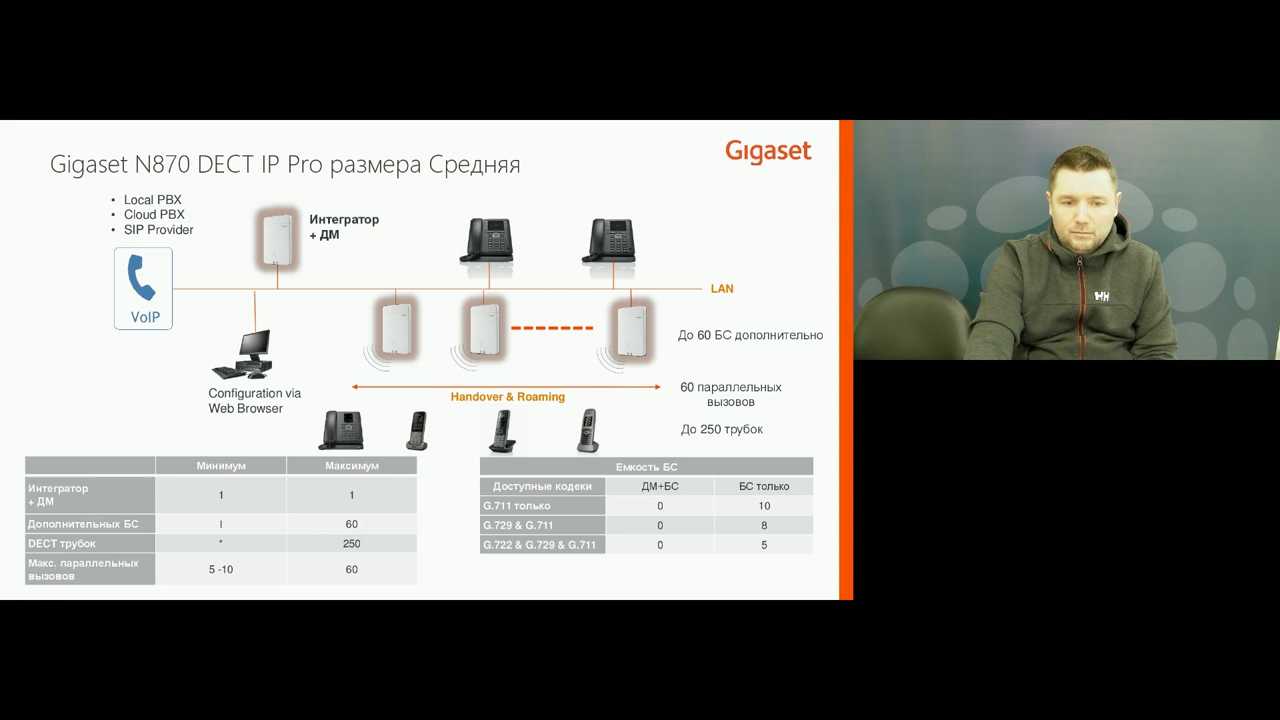 Gigaset N870 DECT IP Pro размера Средняя
Gigaset
• Local PBX
• Cloud PBX
• SIP Provider
Интегратор
+ ДМ
VoIP
LAN
До 60 БС дополнительно
Configuration via
Web Browser
Handover & Roaming
60 параллельных
вызовов
До 250 трубок
Минимум Максимум
Интегратор
+ ДМ 1 1
Дополнительных БС I 60
DECT трубок * 250
Макс. параллельных
вызовов 5 -10 60
Емкость БС
Доступные кодеки ДМ+БС БС только
G.711 только 0 10
G.729 & G.711 0 8
G.722 & G.729 & G.711 0 5
HH